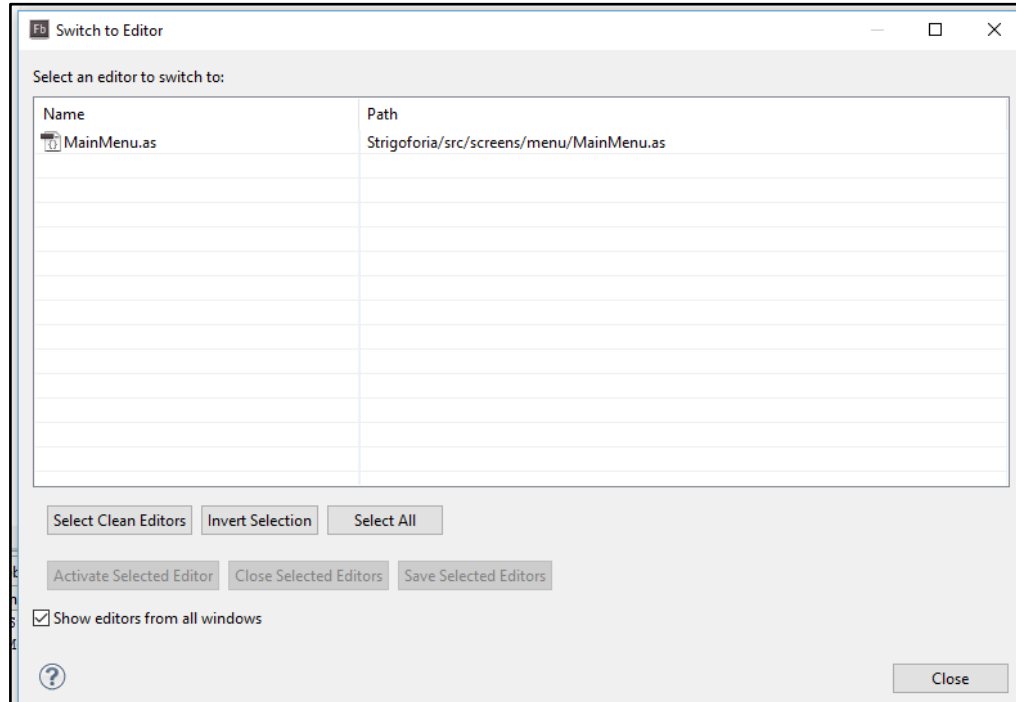 Fb Switch to Editor
Select an editor to switch to:
Name Path
MainMenu.as Strigoforia/src/screens/menu/MainMenu.as
Select Clean Editors Invert Selection Select All
Activate Selected Editor Close Selected Editors Save Selected Editors
Show editors from all windows
? Close